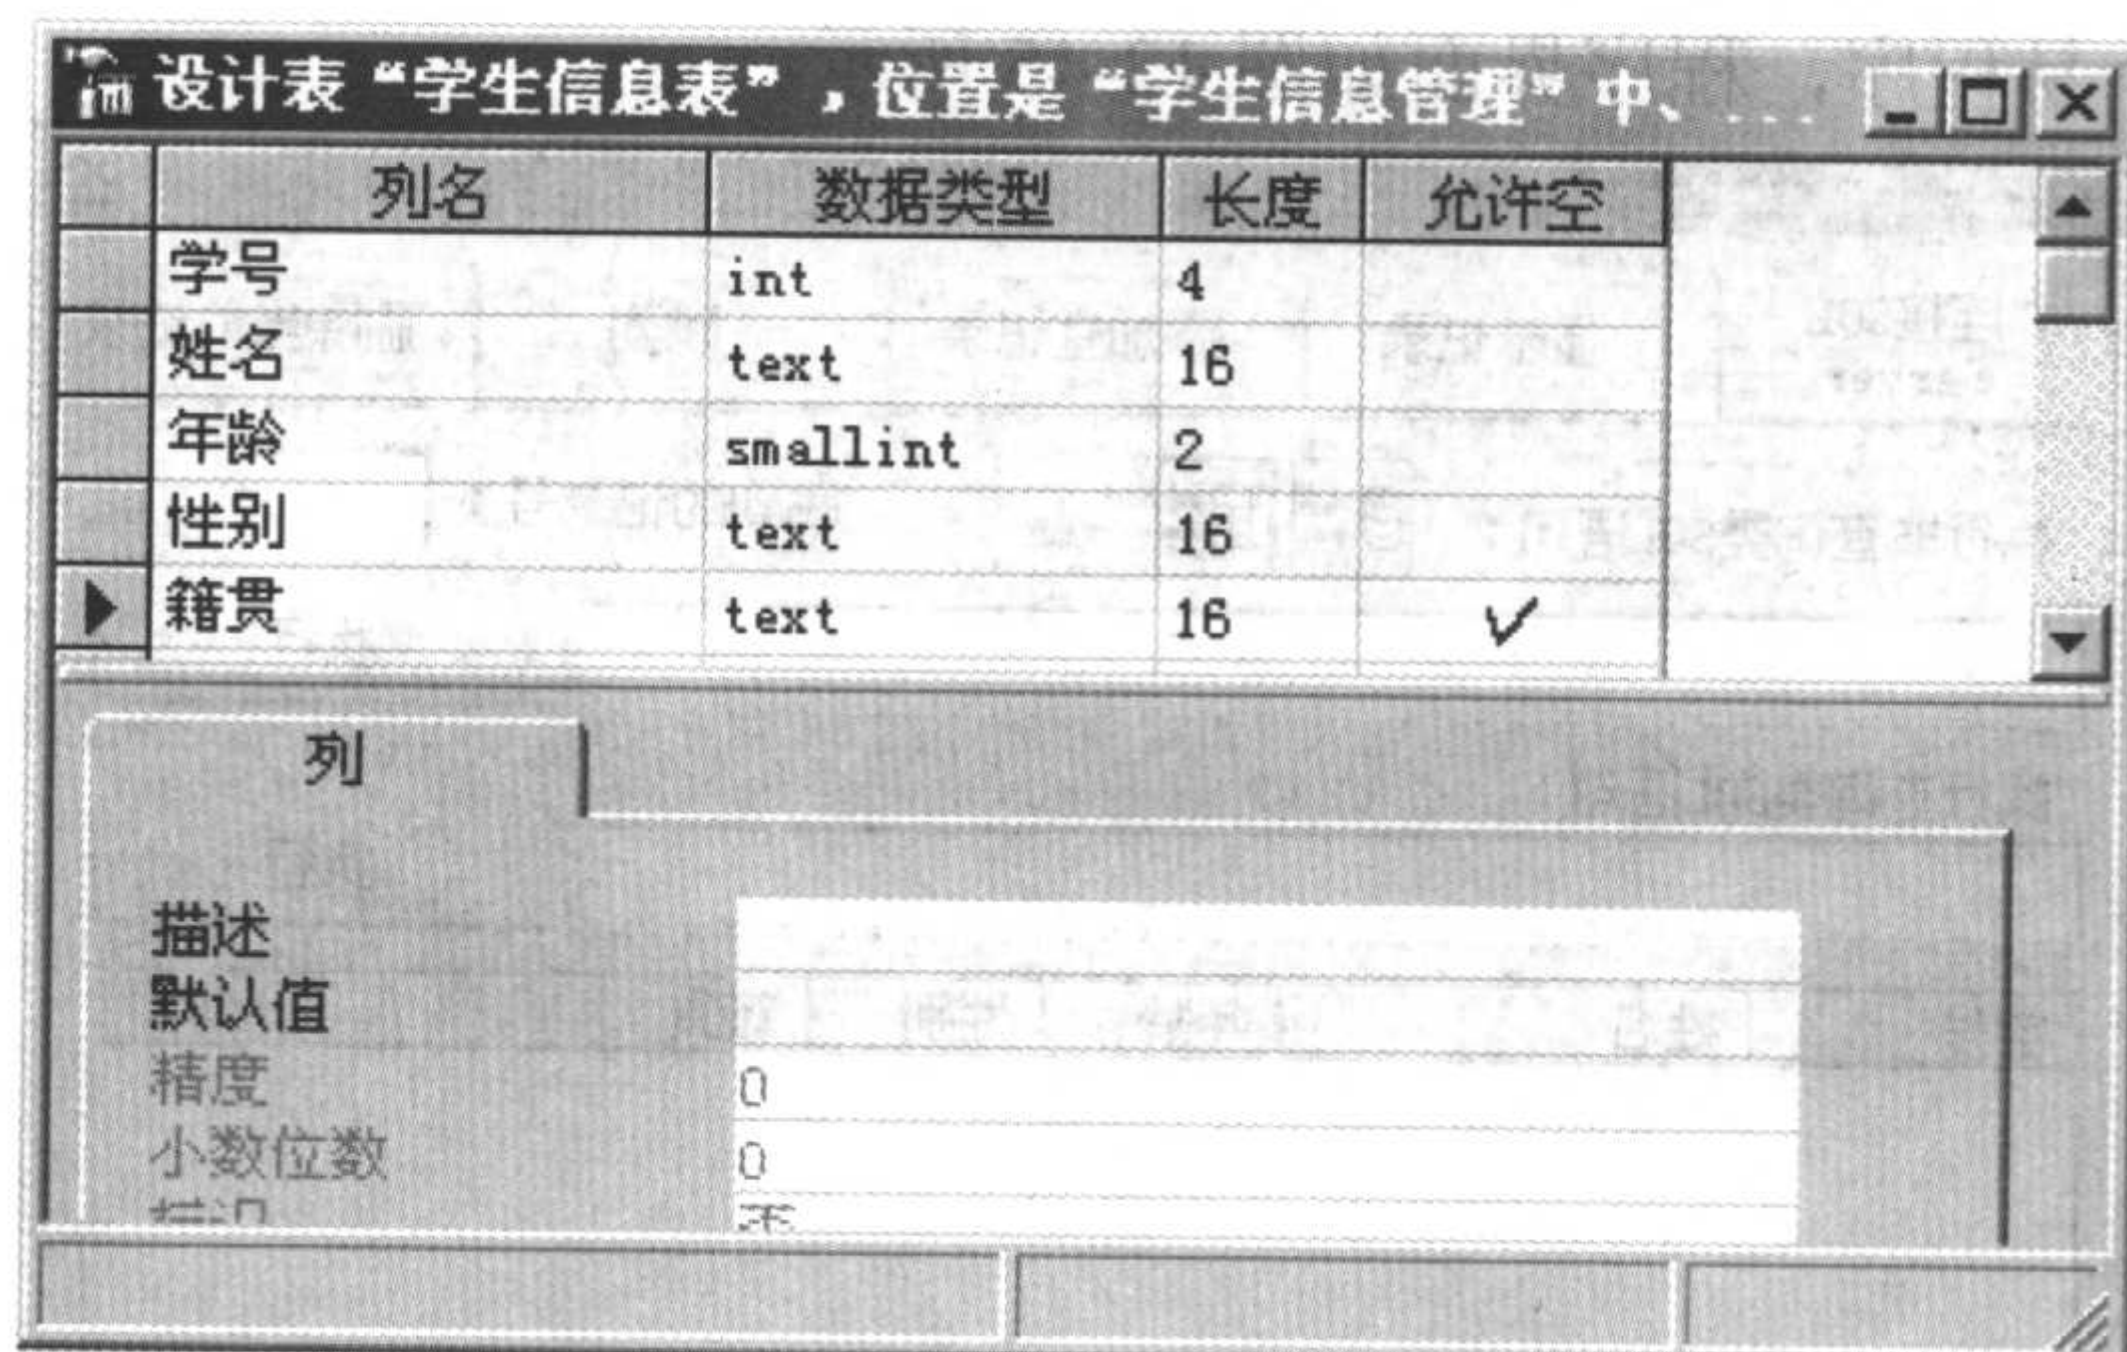 设计表“学生信息表”，位置是“学生信息管理”中、...
列名 数据类型 长度 允许空
学号 int 4
姓名 text 16
年龄 smallint 2
性别 text 16
籍贯 text 16 ✓
列
描述
默认值
精度 0
小数位数 0